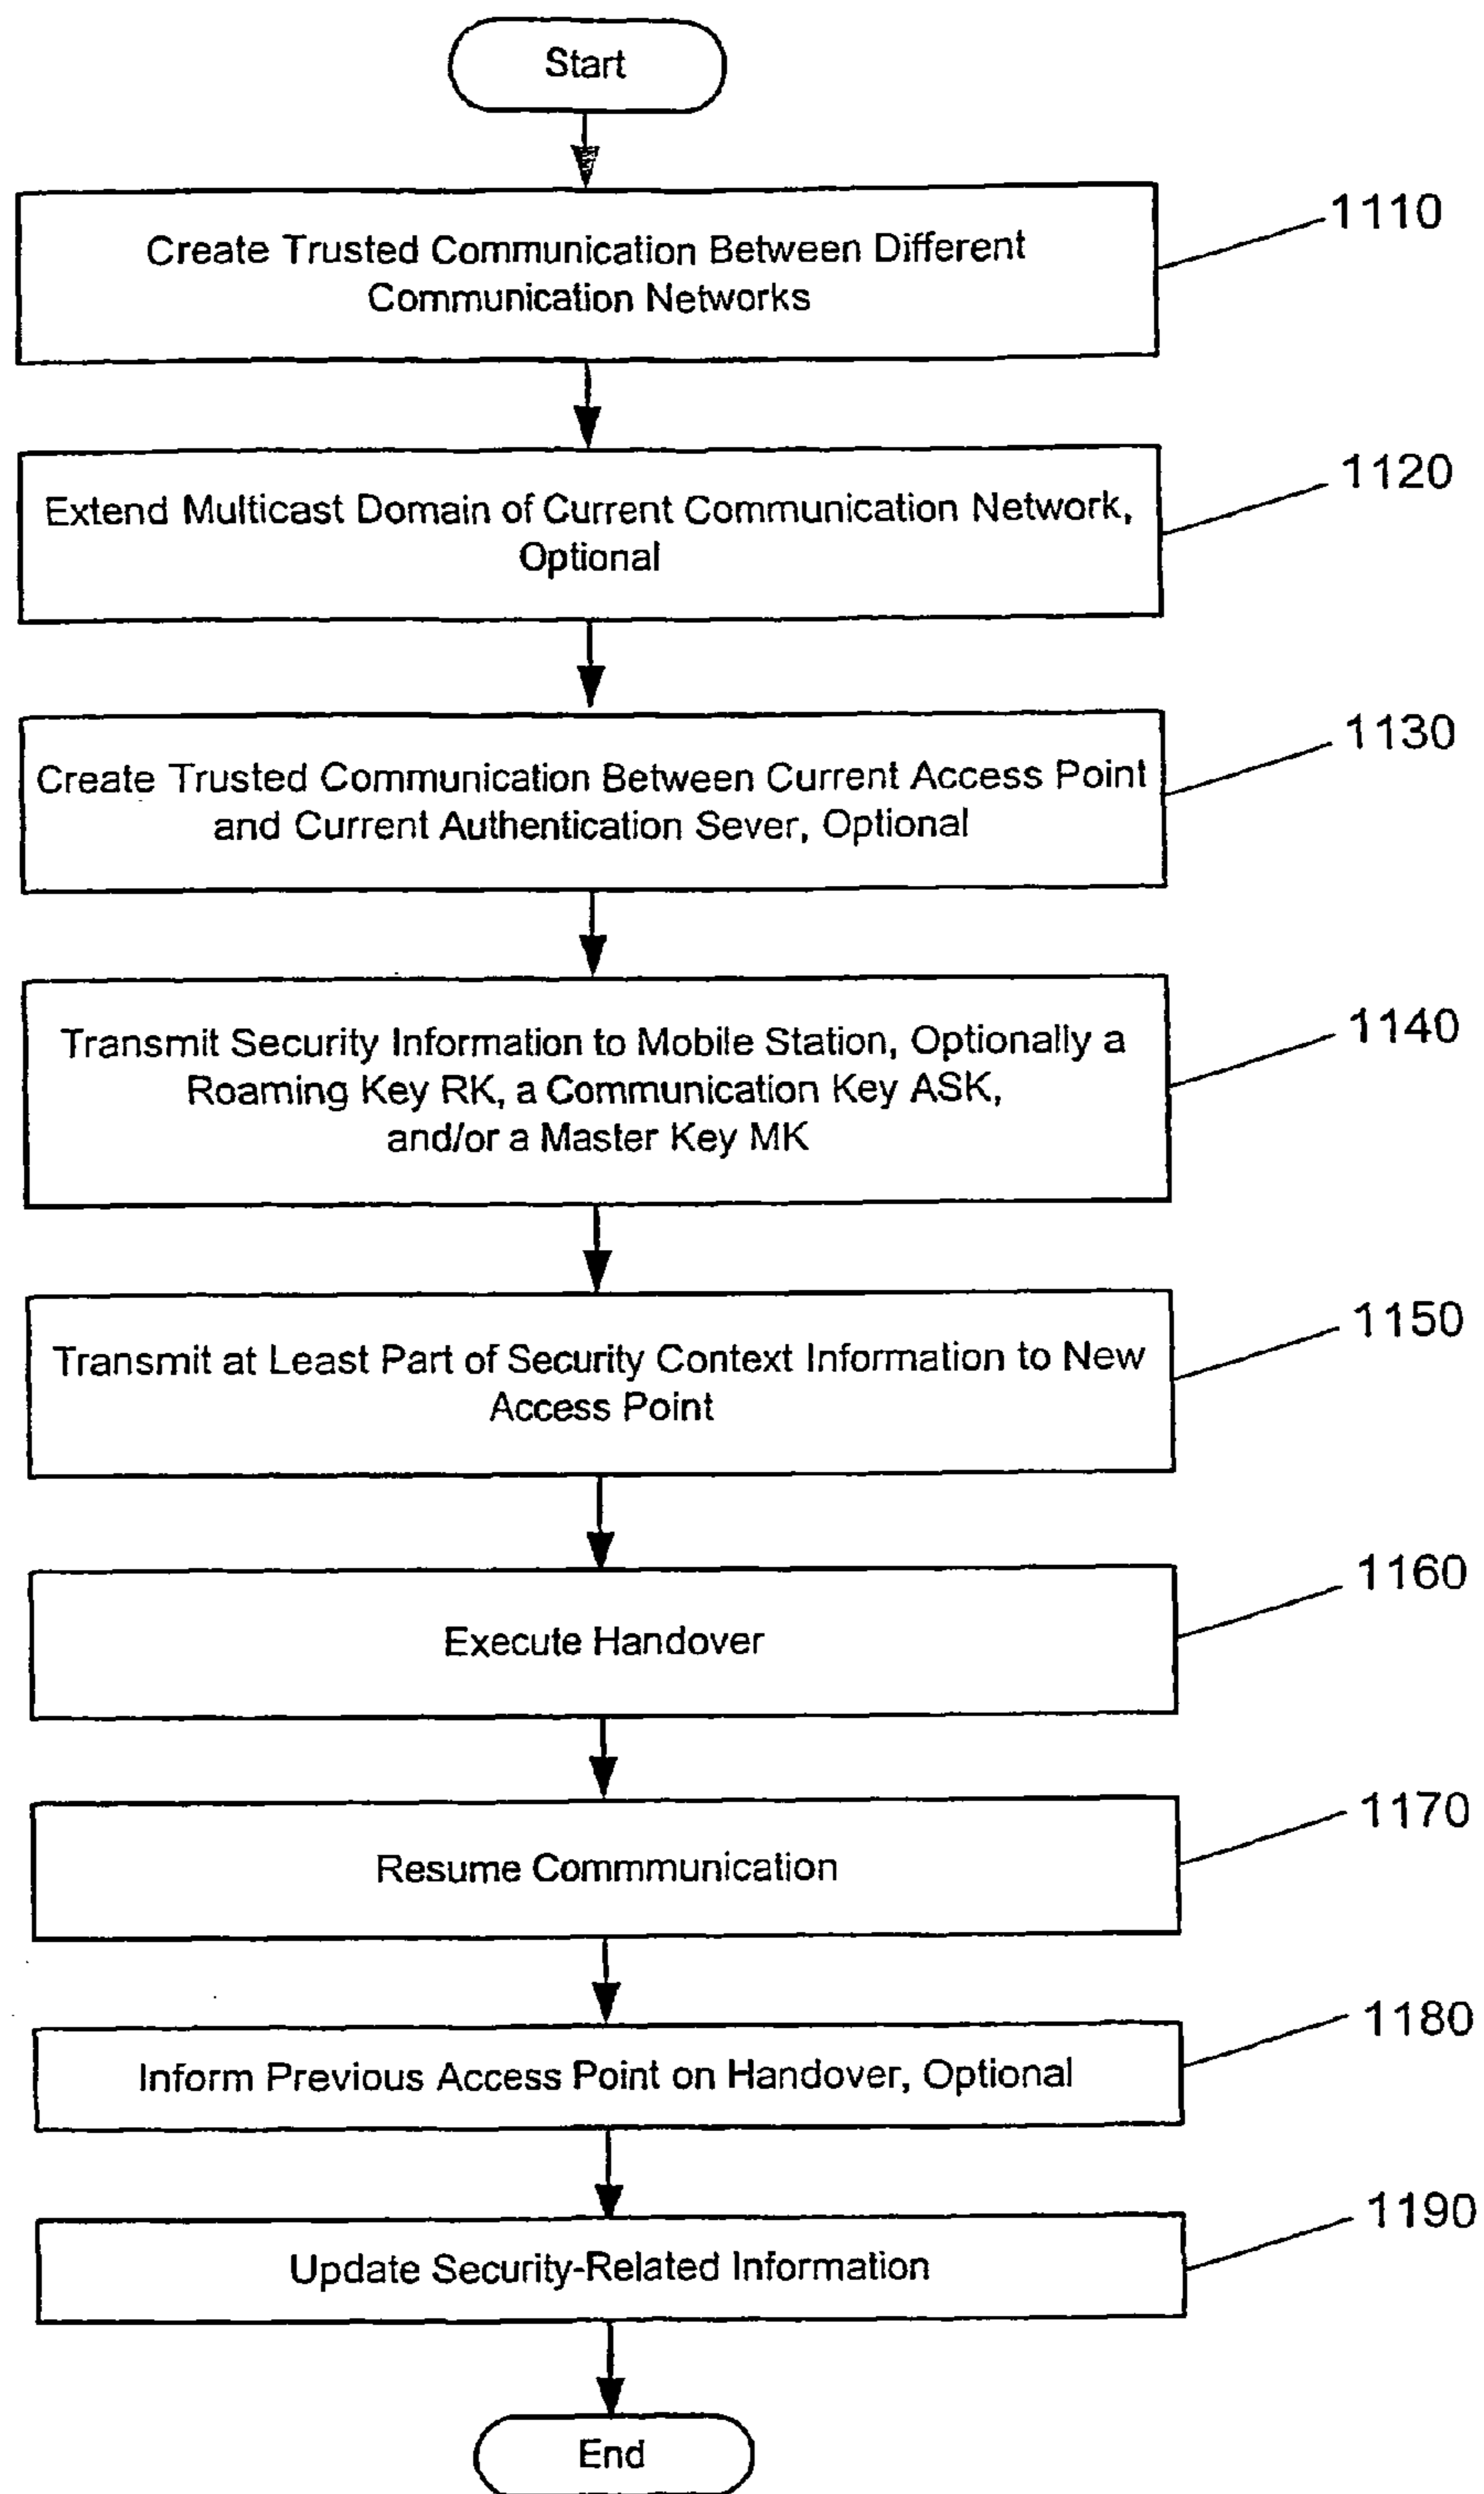 Start
Create Trusted Communication Between Different
Communication Networks
1110
Extend Multicast Domain of Current Communication Network,
Optional
1120
Create Trusted Communication Between Current Access Point
and Current Authentication Sever, Optional
1130
Transmit Security Information to Mobile Station, Optionally a
Roaming Key RK, a Communication Key ASK,
and/or a Master Key MK
1140
Transmit at Least Part of Security Context Information to New
Access Point
1150
Execute Handover
1160
Resume Commmunication
1170
Inform Previous Access Point on Handover, Optional
1180
Update Security-Related Information
1190
End